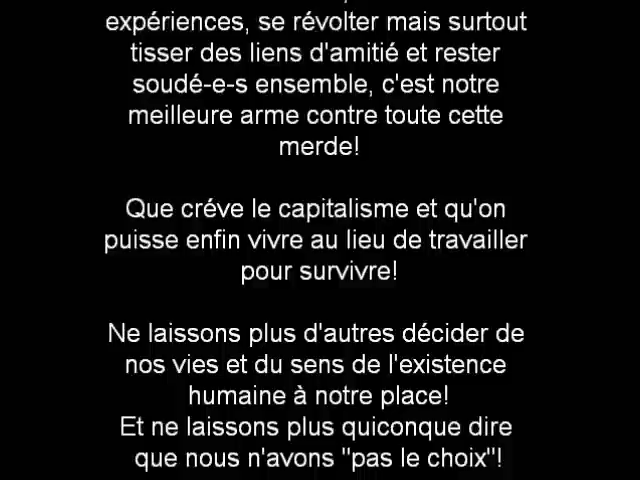 expériences, se révolter mais surtout
tisser des liens d'amitié et rester
soudé-e-s ensemble, c'est notre
meilleure arme contre toute cette
merde!
Que créve le capitalisme et qu'on
puisse enfin vivre au lieu de travailler
pour survivre!
Ne laissons plus d'autres décider de
nos vies et du sens de l'existence
humaine à notre place!
Et ne laissons plus quiconque dire
que nous n'avons "pas le choix"!